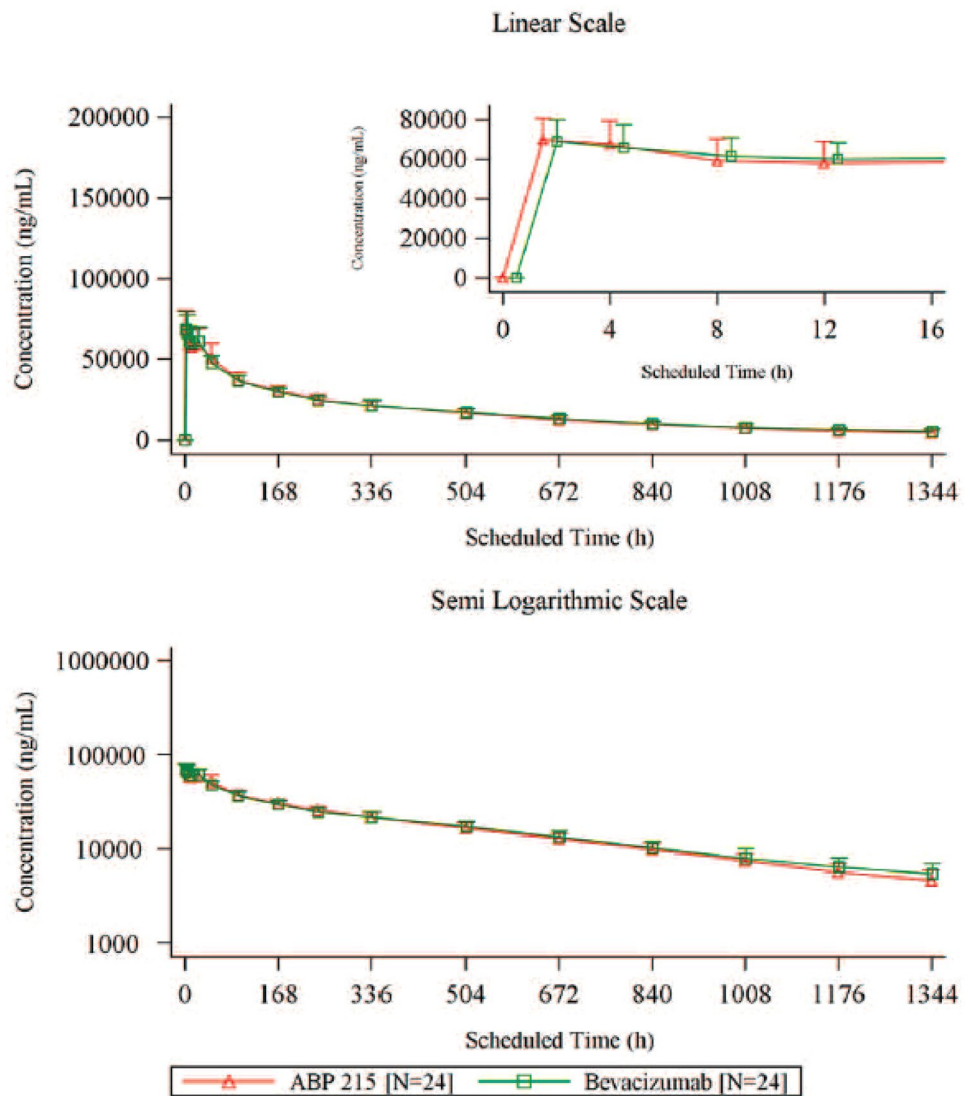 Linear Scale
200000
150000
100000
50000
0
Concentration (ng/mL)
80000
60000
40000
20000
0
Concentration (ng/mL)
0 4 8 12 16
Scheduled Time (h)
0 168 336 504 672 840 1008 1176 1344
Scheduled Time (h)
Semi Logarithmic Scale
1000000
100000
10000
1000
Concentration (ng/mL)
0 168 336 504 672 840 1008 1176 1344
Scheduled Time (h)
ABP 215 [N=24] Bevacizumab [N=24]